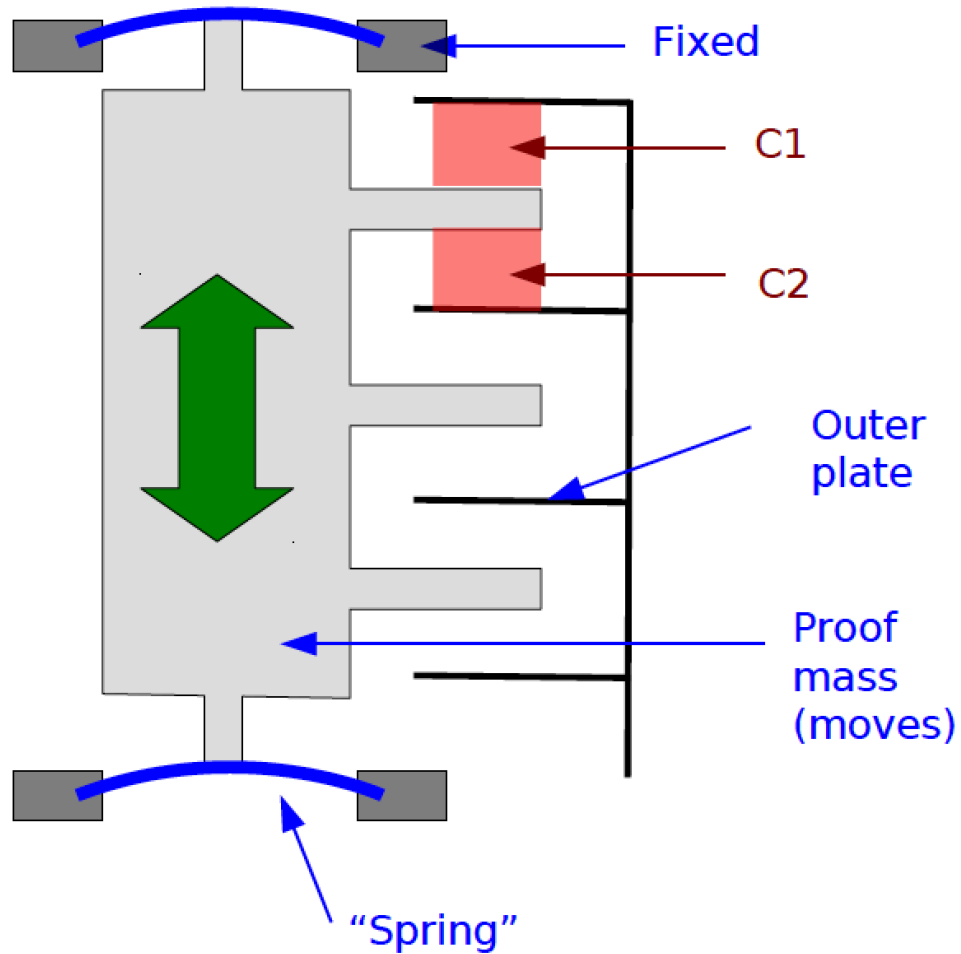 Fixed
C1
C2
Outer
plate
Proof
mass
(moves)
“Spring”